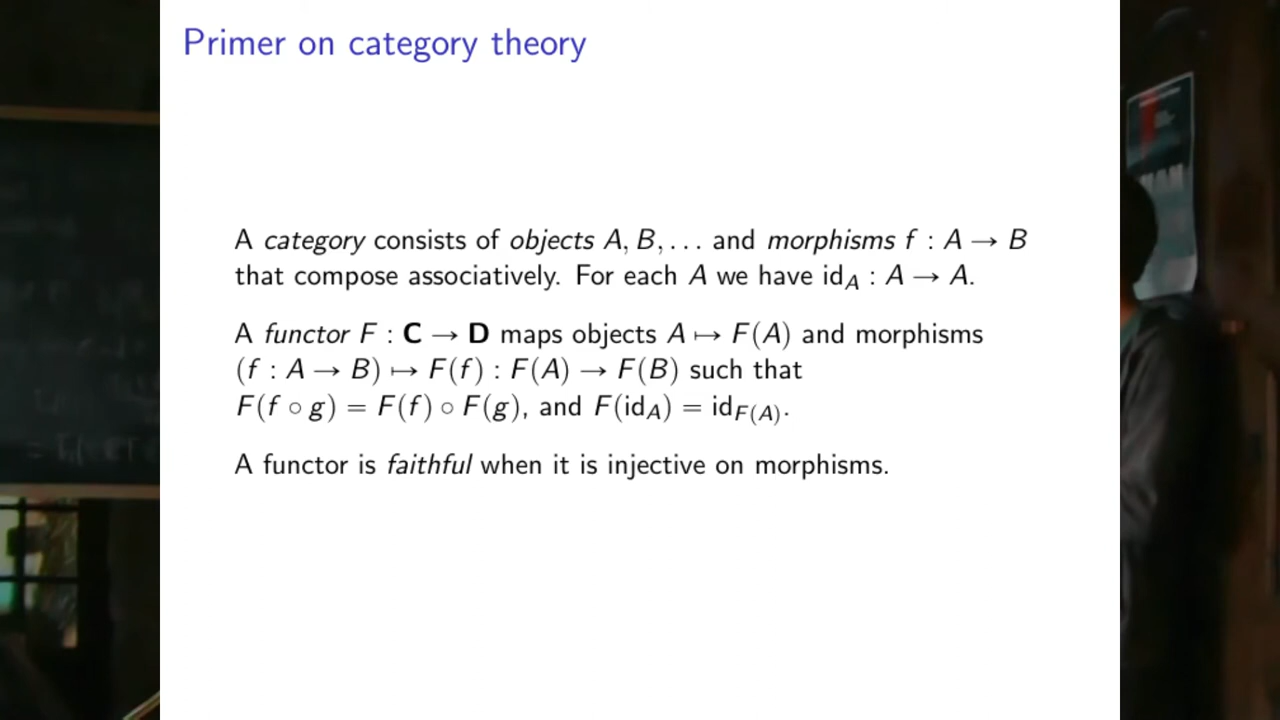 Primer on category theory
A category consists of objects A, B, . . . and morphisms f : A → B
that compose associatively. For each A we have id_A : A → A.
A functor F : C → D maps objects A ↦ F(A) and morphisms
(f : A → B) ↦ F(f) : F(A) → F(B) such that
F(f ∘ g) = F(f) ∘ F(g), and F(id_A) = id_{F(A)}.
A functor is faithful when it is injective on morphisms.